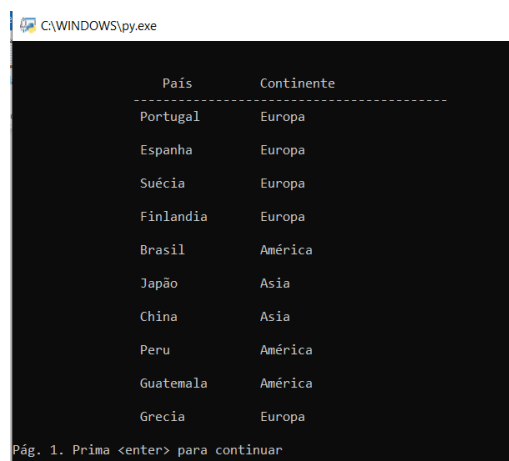 C:\WINDOWS\py.exe
País Continente
----------------------------------------
Portugal Europa
Espanha Europa
Suécia Europa
Finlandia Europa
Brasil América
Japão Asia
China Asia
Peru América
Guatemala América
Grecia Europa
Pág. 1. Prima <enter> para continuar